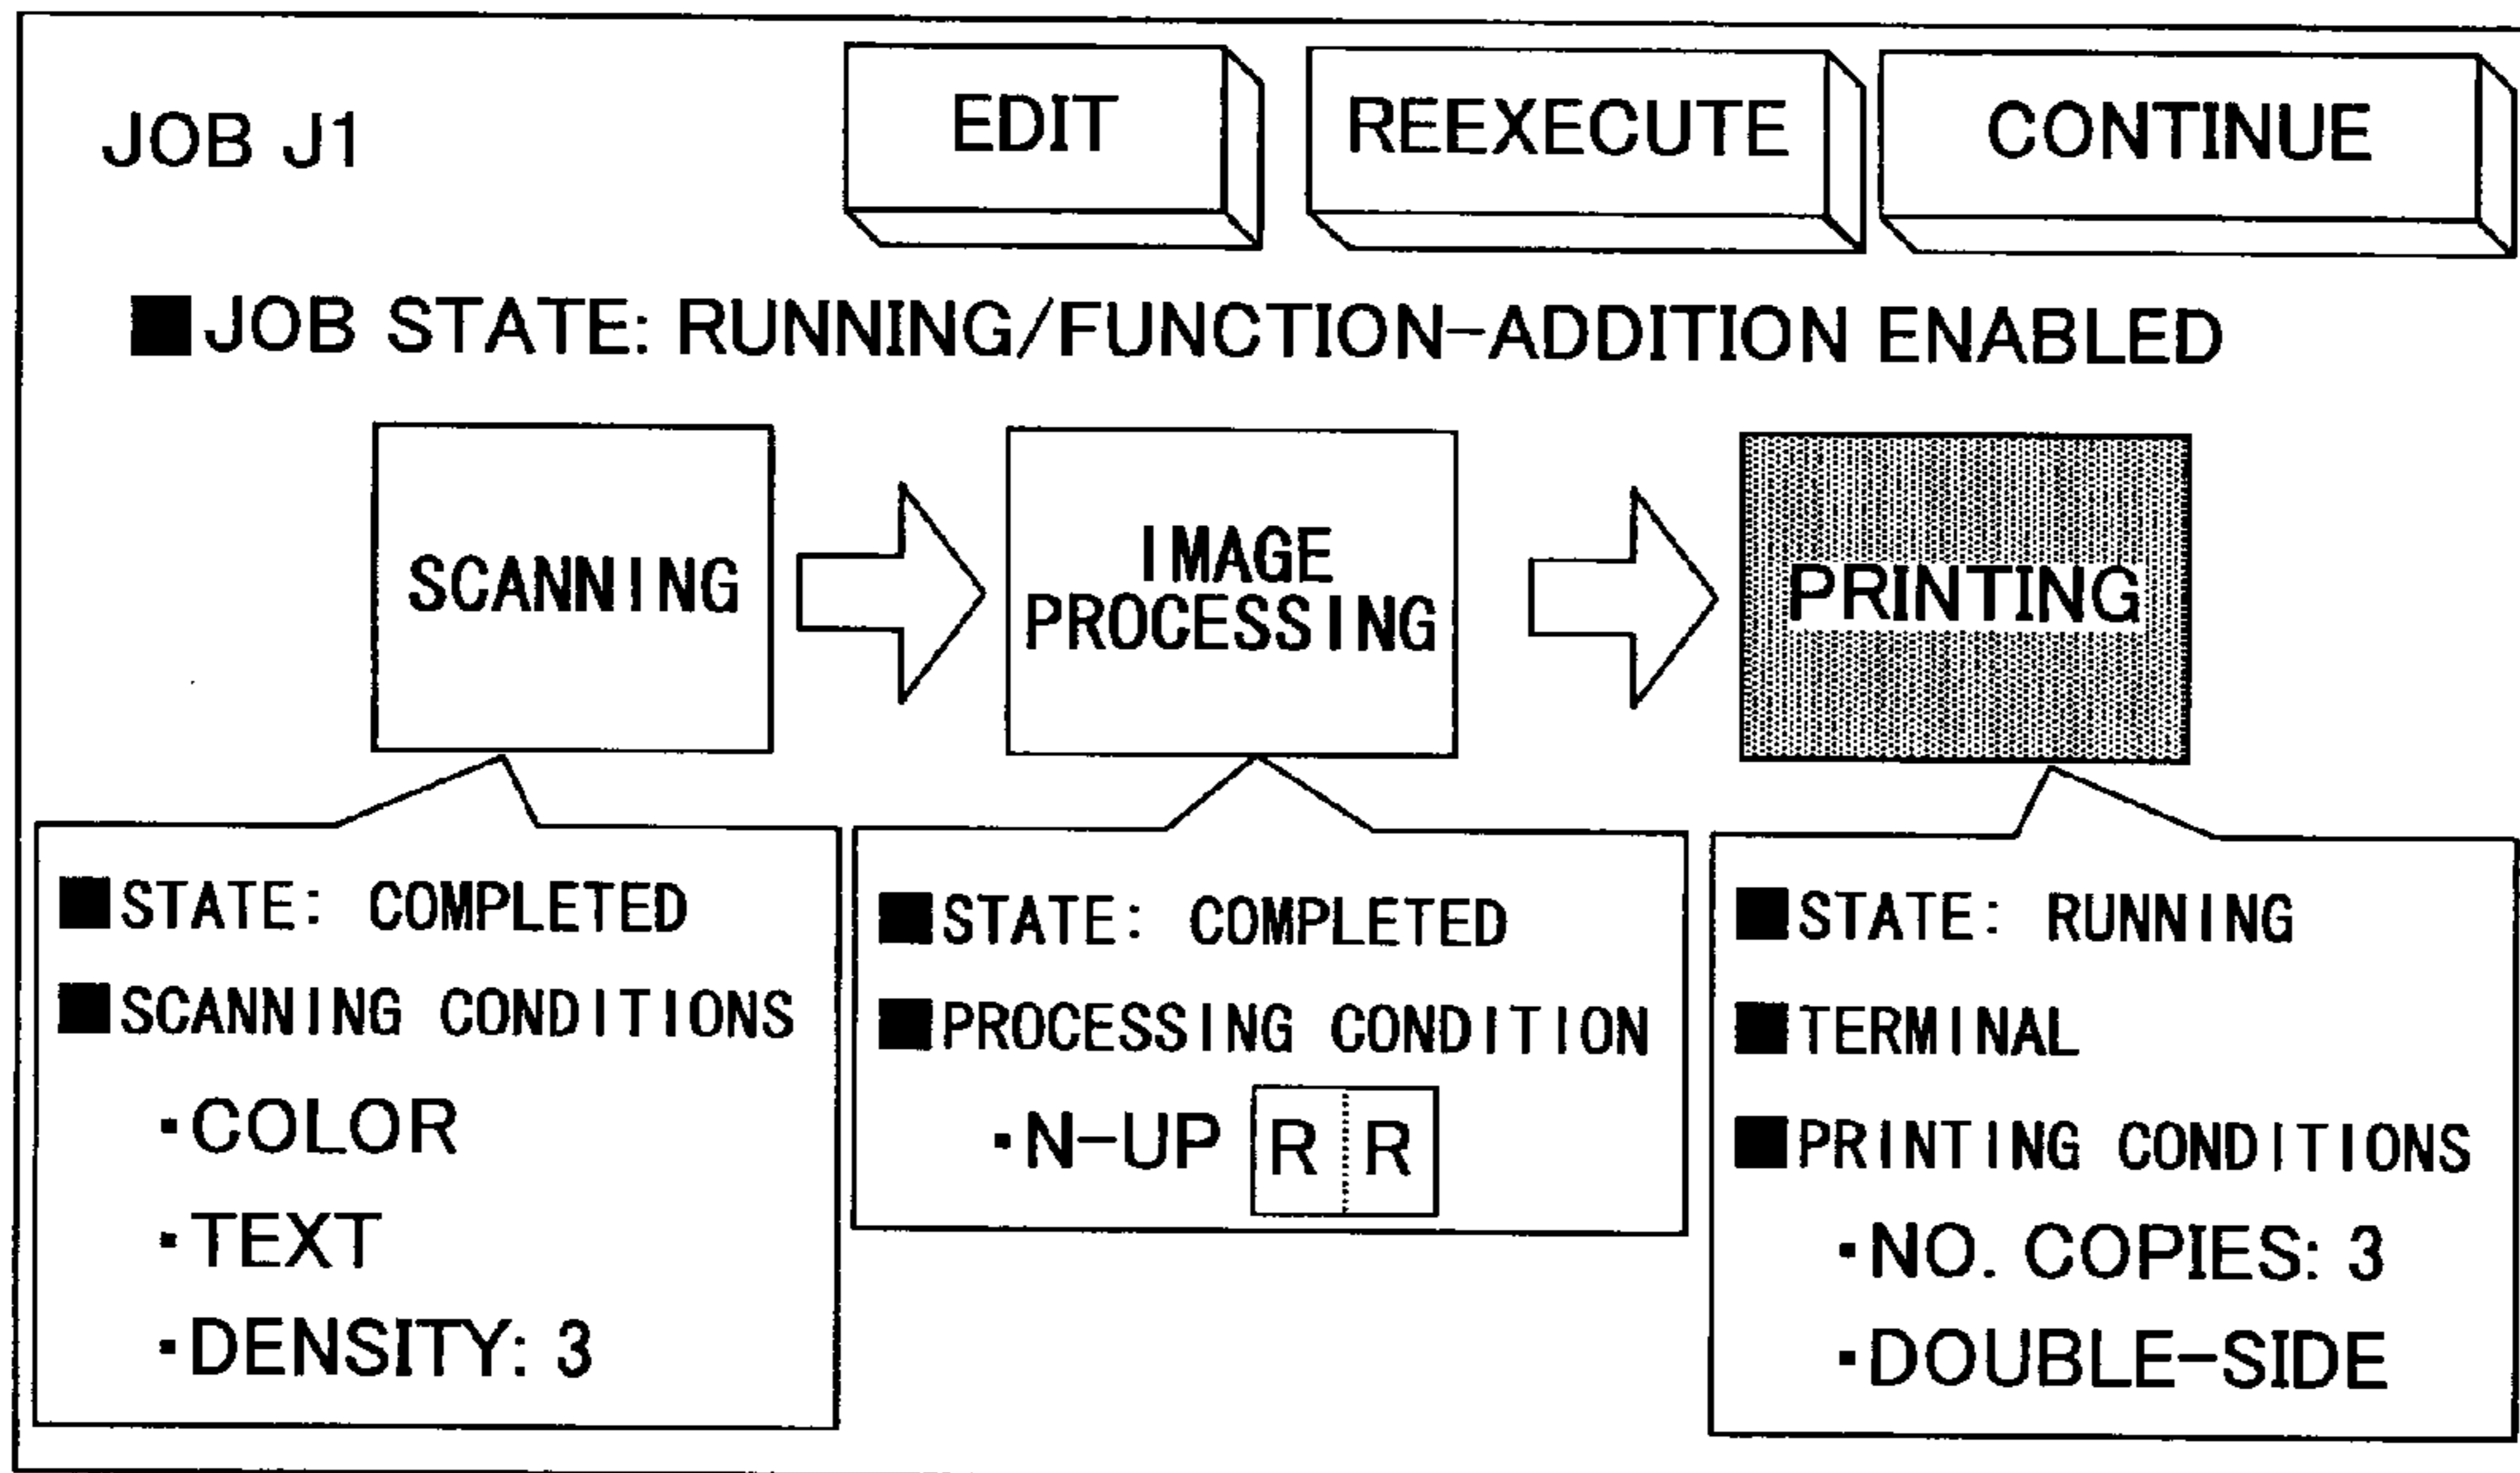 JOB J1
EDIT
REEXECUTE
CONTINUE
■JOB STATE: RUNNING/FUNCTION-ADDITION ENABLED
SCANNING
IMAGE
PROCESSING
PRINTING
■STATE: COMPLETED
■SCANNING CONDITIONS
・COLOR
・TEXT
・DENSITY: 3
■STATE: COMPLETED
■PROCESSING CONDITION
・N-UP R R
■STATE: RUNNING
■TERMINAL
■PRINTING CONDITIONS
・NO. COPIES: 3
・DOUBLE-SIDE